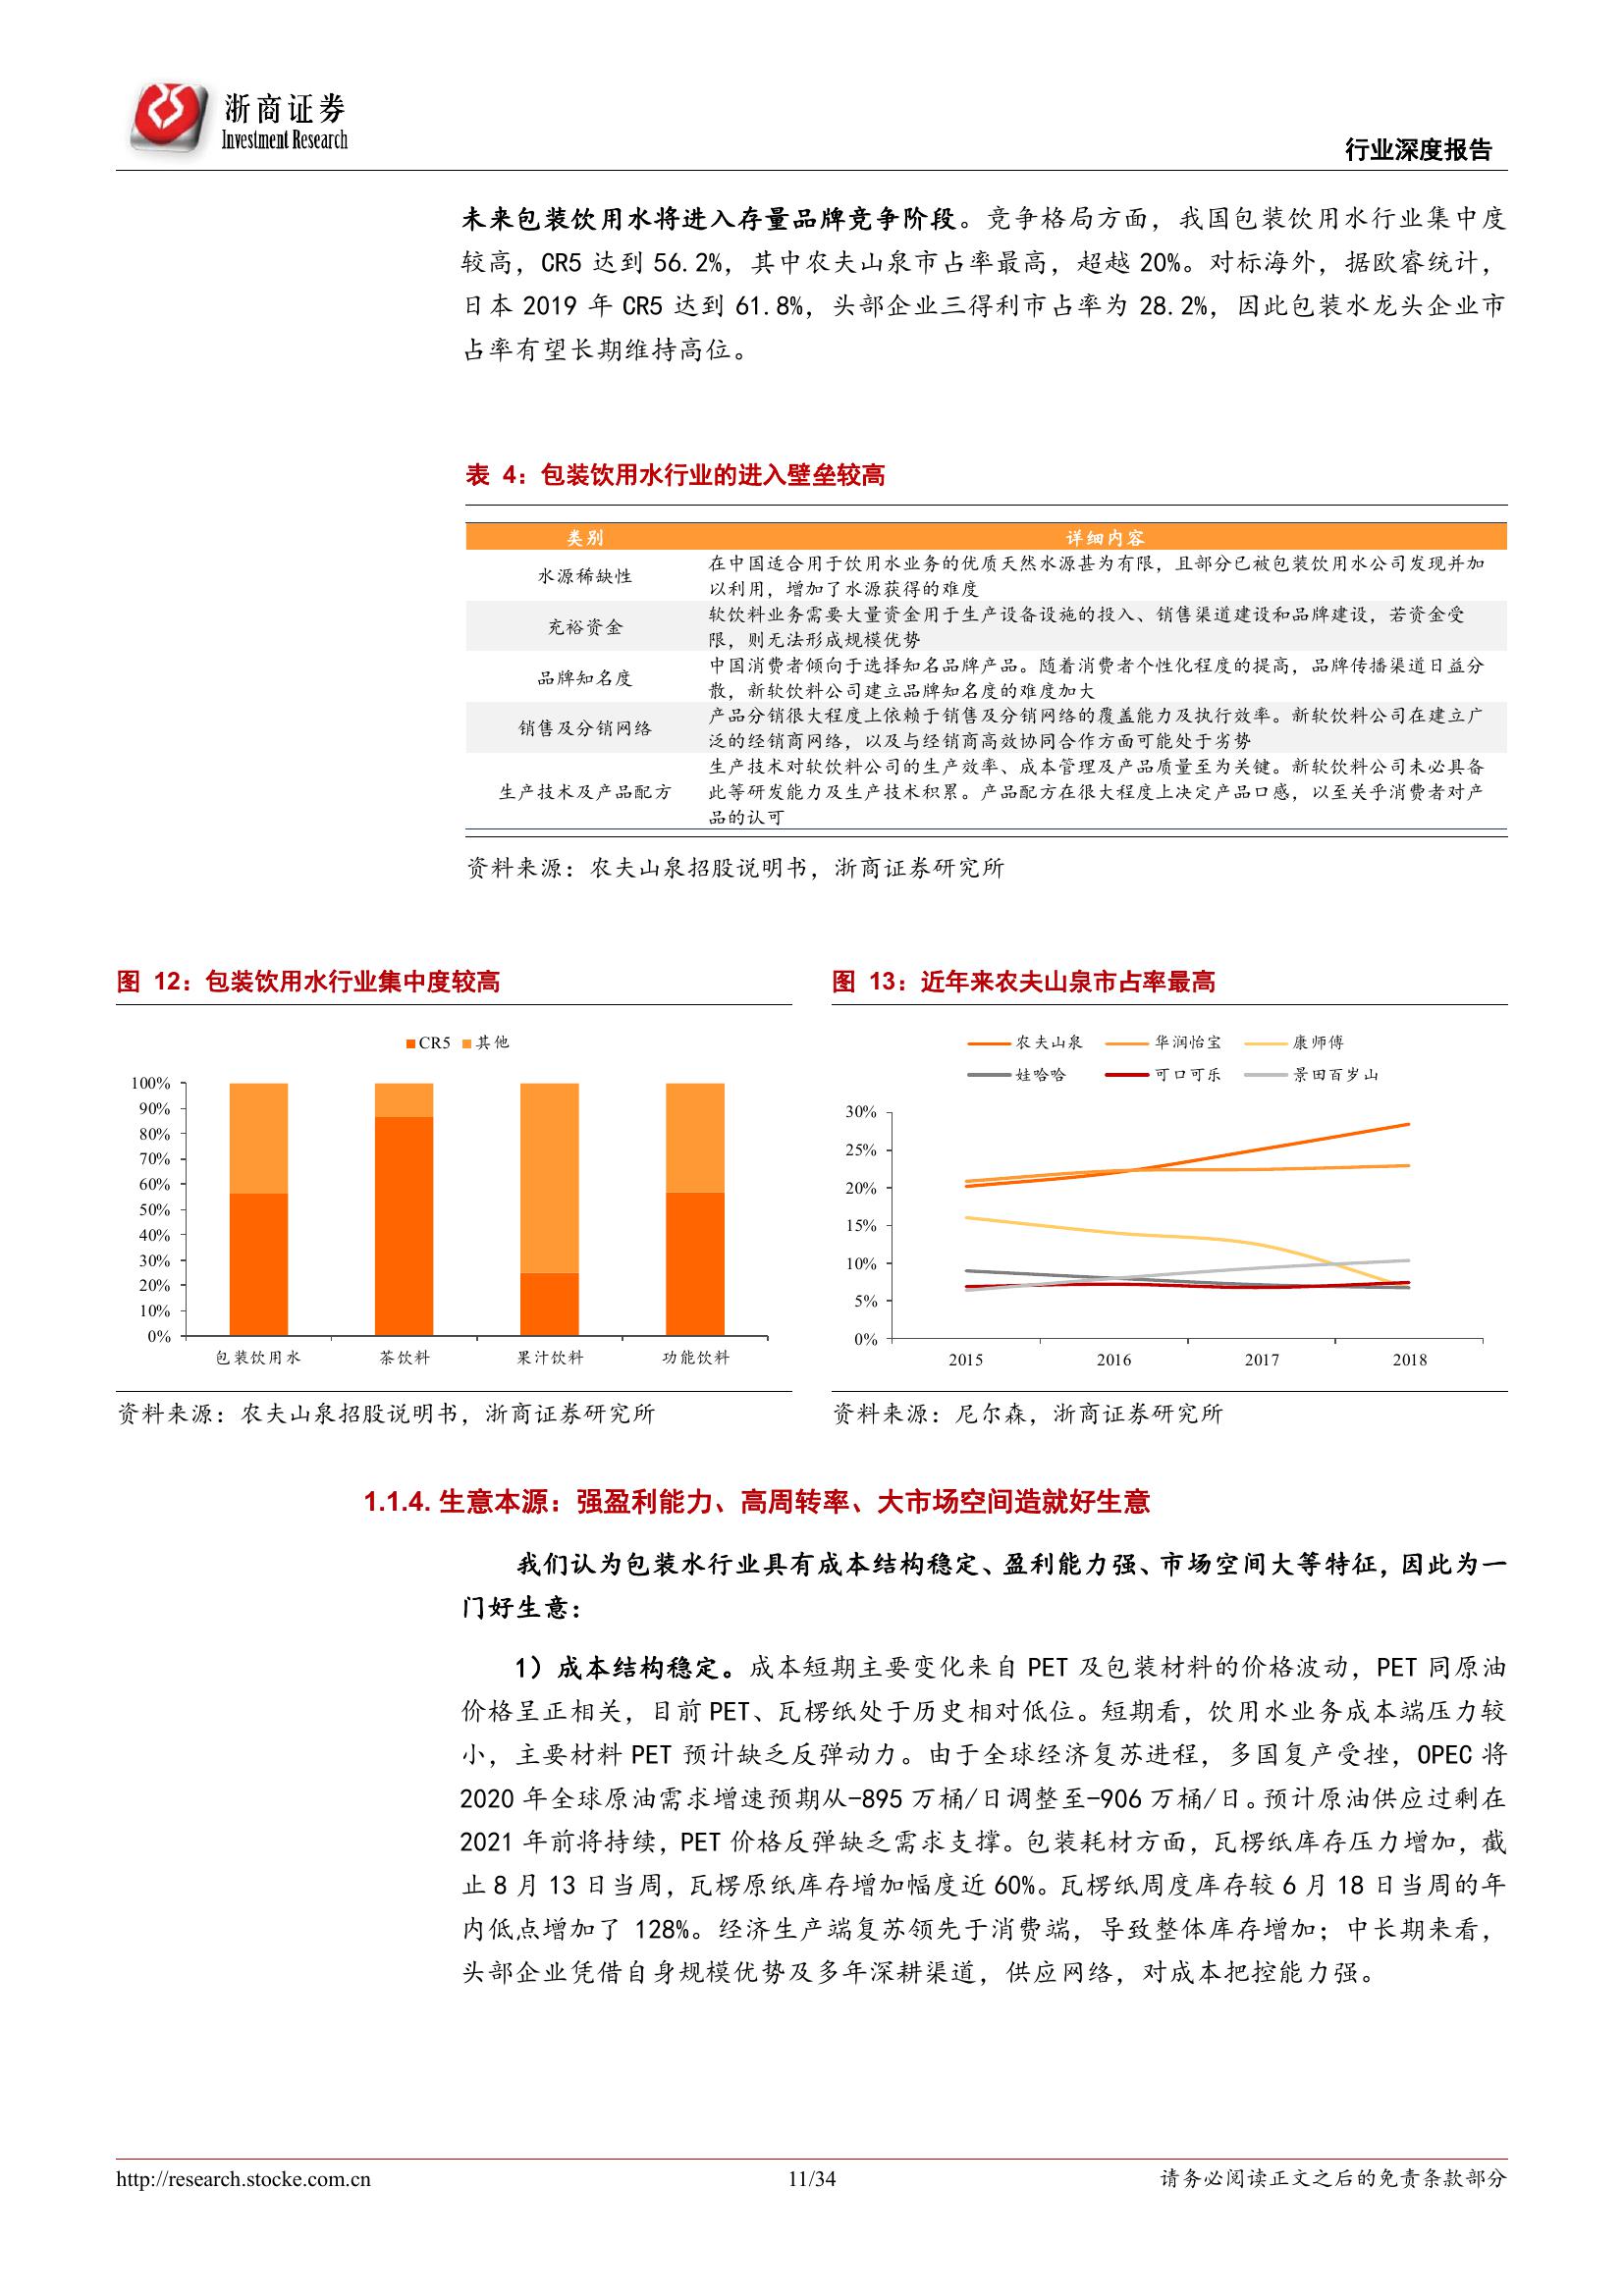 浙商证券
Investment Research
行业深度报告
未来包装饮用水将进入存量品牌竞争阶段。竞争格局方面，我国包装饮用水行业集中度
较高，CR5 达到 56.2%，其中农夫山泉市占率最高，超越 20%。对标海外，据欧睿统计，
日本 2019 年 CR5 达到 61.8%，头部企业三得利市占率为 28.2%，因此包装水龙头企业市
占率有望长期维持高位。
表 4：包装饮用水行业的进入壁垒较高
类别 详细内容
水源稀缺性 在中国适合用于饮用水业务的优质天然水源甚为有限，且部分已被包装饮用水公司发现并加
以利用，增加了水源获得的难度
充裕资金 软饮料业务需要大量资金用于生产设备设施的投入、销售渠道建设和品牌建设，若资金受
限，则无法形成规模优势
品牌知名度 中国消费者倾向于选择知名品牌产品。随着消费者个性化程度的提高，品牌传播渠道日益分
散，新软饮料公司建立品牌知名度的难度加大
销售及分销网络 产品分销很大程度上依赖于销售及分销网络的覆盖能力及执行效率。新软饮料公司在建立广
泛的经销商网络，以及与经销商高效协同合作方面可能处于劣势
生产技术及产品配方 生产技术对软饮料公司的生产效率、成本管理及产品质量至为关键。新软饮料公司未必具备
此等研发能力及生产技术积累。产品配方在很大程度上决定产品口感，以至关乎消费者对产
品的认可
资料来源：农夫山泉招股说明书，浙商证券研究所
图 12：包装饮用水行业集中度较高
CR5 其他
100%
90%
80%
70%
60%
50%
40%
30%
20%
10%
0%
包装饮用水 茶饮料 果汁饮料 功能饮料
资料来源：农夫山泉招股说明书，浙商证券研究所
图 13：近年来农夫山泉市占率最高
农夫山泉 华润怡宝 康师傅
娃哈哈 可口可乐 景田百岁山
30%
25%
20%
15%
10%
5%
0%
2015 2016 2017 2018
资料来源：尼尔森，浙商证券研究所
1.1.4. 生意本源：强盈利能力、高周转率、大市场空间造就好生意
我们认为包装水行业具有成本结构稳定、盈利能力强、市场空间大等特征，因此为一
门好生意：
1）成本结构稳定。成本短期主要变化来自 PET 及包装材料的价格波动，PET 同原油
价格呈正相关，目前 PET、瓦楞纸处于历史相对低位。短期看，饮用水业务成本端压力较
小，主要材料 PET 预计缺乏反弹动力。由于全球经济复苏进程，多国复产受挫，OPEC 将
2020 年全球原油需求增速预期从-895 万桶/日调整至-906 万桶/日。预计原油供应过剩在
2021 年前将持续，PET 价格反弹缺乏需求支撑。包装耗材方面，瓦楞纸库存压力增加，截
止 8 月 13 日当周，瓦楞原纸库存增加幅度近 60%。瓦楞纸周度库存较 6 月 18 日当周的年
内低点增加了 128%。经济生产端复苏领先于消费端，导致整体库存增加；中长期来看，
头部企业凭借自身规模优势及多年深耕渠道，供应网络，对成本把控能力强。
http://research.stocke.com.cn 11/34 请务必阅读正文之后的免责条款部分